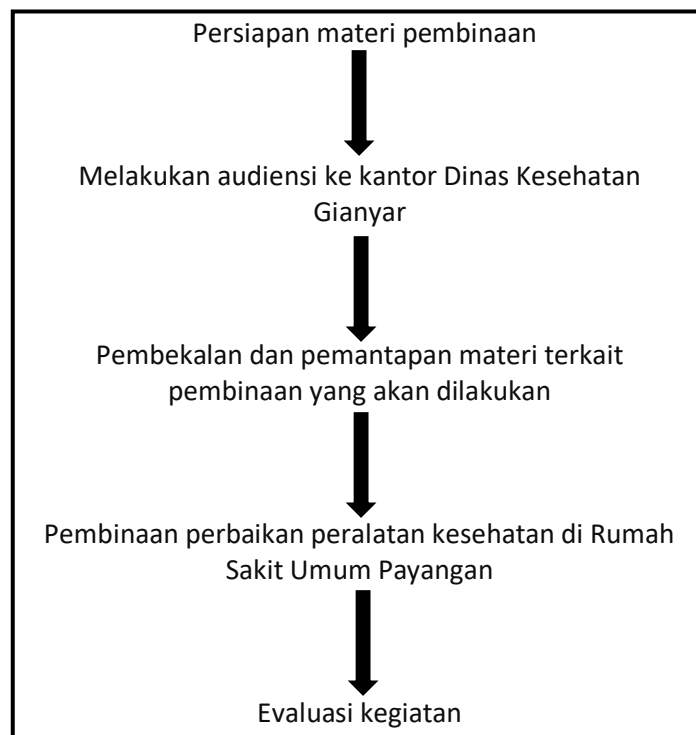 Persiapan materi pembinaan
Melakukan audiensi ke kantor Dinas Kesehatan
Gianyar
Pembekalan dan pemantapan materi terkait
pembinaan yang akan dilakukan
Pembinaan perbaikan peralatan kesehatan di Rumah
Sakit Umum Payangan
Evaluasi kegiatan